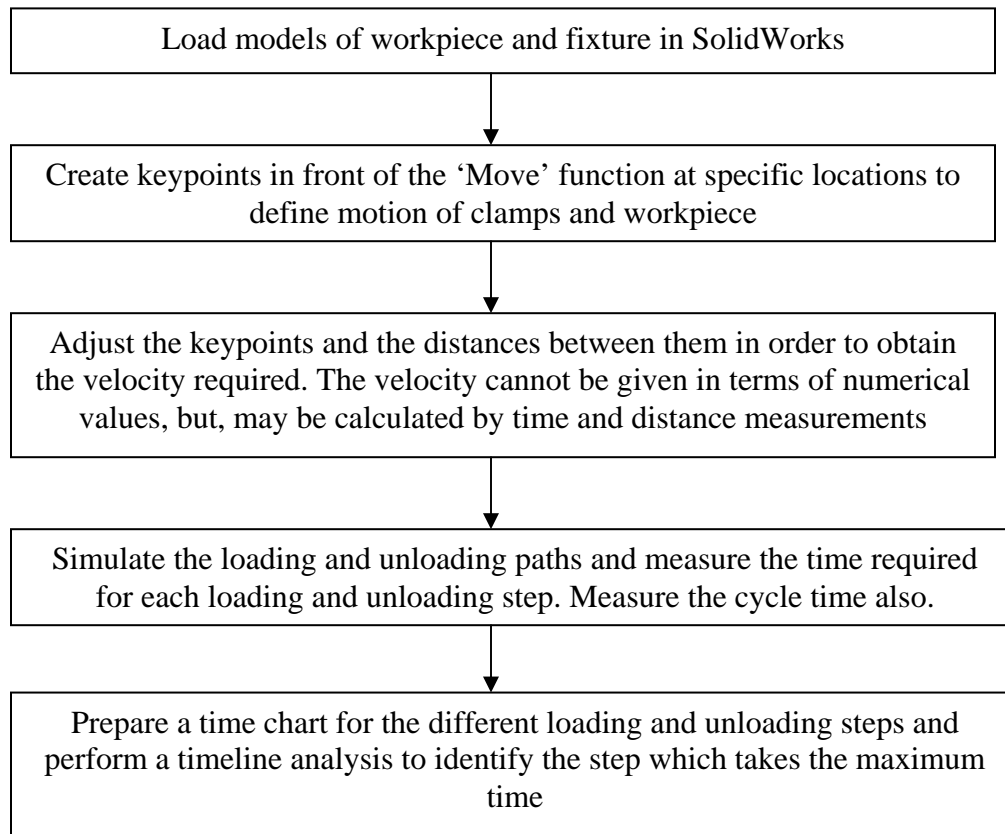 Load models of workpiece and fixture in SolidWorks
Create keypoints in front of the ‘Move’ function at specific locations to
define motion of clamps and workpiece
Adjust the keypoints and the distances between them in order to obtain
the velocity required. The velocity cannot be given in terms of numerical
values, but, may be calculated by time and distance measurements
Simulate the loading and unloading paths and measure the time required
for each loading and unloading step. Measure the cycle time also.
Prepare a time chart for the different loading and unloading steps and
perform a timeline analysis to identify the step which takes the maximum
time